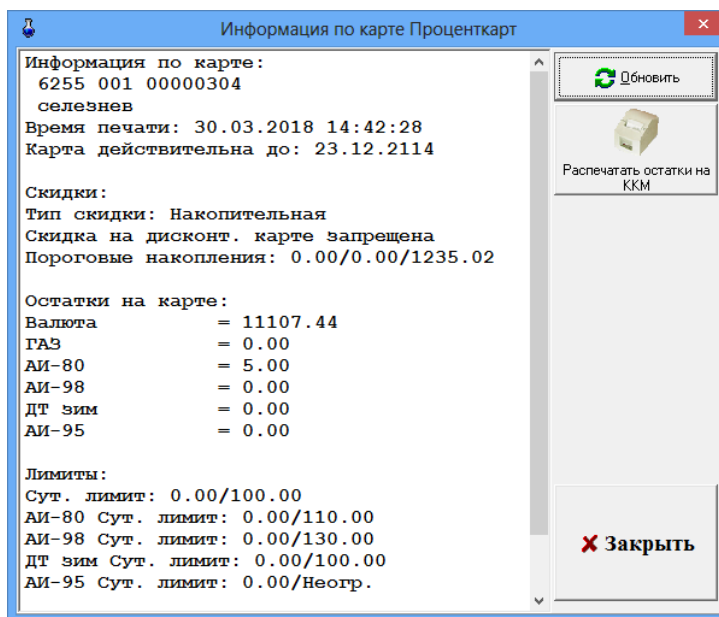 Информация по карте Проценткарт
Информация по карте:
6255 001 00000304
селезнев
Время печати: 30.03.2018 14:42:28
Карта действительна до: 23.12.2114
Скидки:
Тип скидки: Накопительная
Скидка на дисконт. карте запрещена
Пороговые накопления: 0.00/0.00/1235.02
Остатки на карте:
Валюта = 11107.44
ГАЗ = 0.00
АИ-80 = 5.00
АИ-98 = 0.00
ДТ зим = 0.00
АИ-95 = 0.00
Лимиты:
Сут. лимит: 0.00/100.00
АИ-80 Сут. лимит: 0.00/110.00
АИ-98 Сут. лимит: 0.00/130.00
ДТ зим Сут. лимит: 0.00/100.00
АИ-95 Сут. лимит: 0.00/Неогр.
Обновить
Распечатать остатки на
ККМ
Закрыть